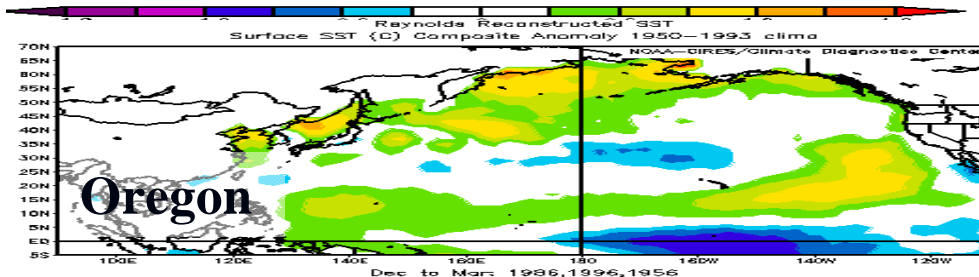 Reynolds Reconstructed SST
Surface SST (C) Composite Anomaly 1950-1993 climo
NOAA-CIRES/Climate Diagnostics Center
70N
65N
60N
55N
50N
45N
40N
35N
30N
25N
20N
15N
10N
5N
EQ
5S
Oregon
100E 120E 140E 160E 180 160W 140W 120W
Dec to Mar: 1986,1996,1956